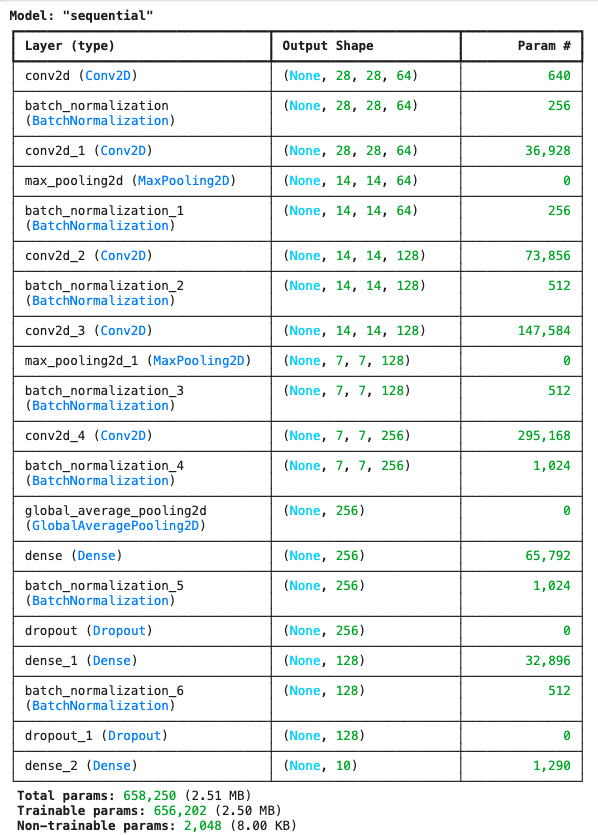 Model: "sequential"
Layer (type) Output Shape Param #
conv2d (Conv2D) (None, 28, 28, 64) 640
batch_normalization (None, 28, 28, 64) 256
(BatchNormalization)
conv2d_1 (Conv2D) (None, 28, 28, 64) 36,928
max_pooling2d (MaxPooling2D) (None, 14, 14, 64) 0
batch_normalization_1 (None, 14, 14, 64) 256
(BatchNormalization)
conv2d_2 (Conv2D) (None, 14, 14, 128) 73,856
batch_normalization_2 (None, 14, 14, 128) 512
(BatchNormalization)
conv2d_3 (Conv2D) (None, 14, 14, 128) 147,584
max_pooling2d_1 (MaxPooling2D) (None, 7, 7, 128) 0
batch_normalization_3 (None, 7, 7, 128) 512
(BatchNormalization)
conv2d_4 (Conv2D) (None, 7, 7, 256) 295,168
batch_normalization_4 (None, 7, 7, 256) 1,024
(BatchNormalization)
global_average_pooling2d (None, 256) 0
(GlobalAveragePooling2D)
dense (Dense) (None, 256) 65,792
batch_normalization_5 (None, 256) 1,024
(BatchNormalization)
dropout (Dropout) (None, 256) 0
dense_1 (Dense) (None, 128) 32,896
batch_normalization_6 (None, 128) 512
(BatchNormalization)
dropout_1 (Dropout) (None, 128) 0
dense_2 (Dense) (None, 10) 1,290
Total params: 658,250 (2.51 MB)
Trainable params: 656,202 (2.50 MB)
Non-trainable params: 2,048 (8.00 KB)